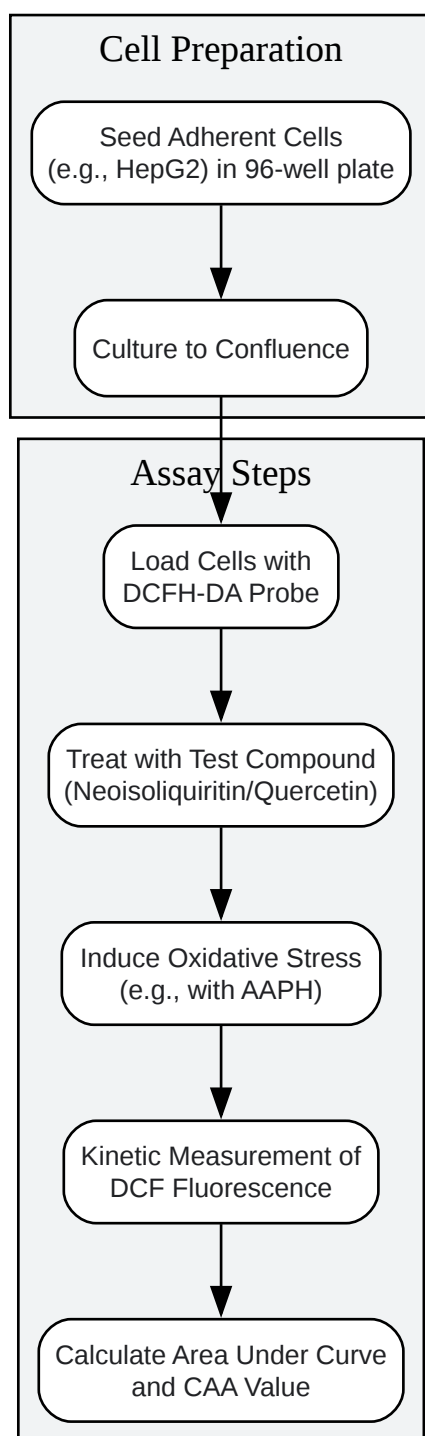 Cell Preparation
Seed Adherent Cells
(e.g., HepG2) in 96-well plate
Culture to Confluence
Assay Steps
Load Cells with
DCFH-DA Probe
Treat with Test Compound
(Neoisoliquiritin/Quercetin)
Induce Oxidative Stress
(e.g., with AAPH)
Kinetic Measurement of
DCF Fluorescence
Calculate Area Under Curve
and CAA Value